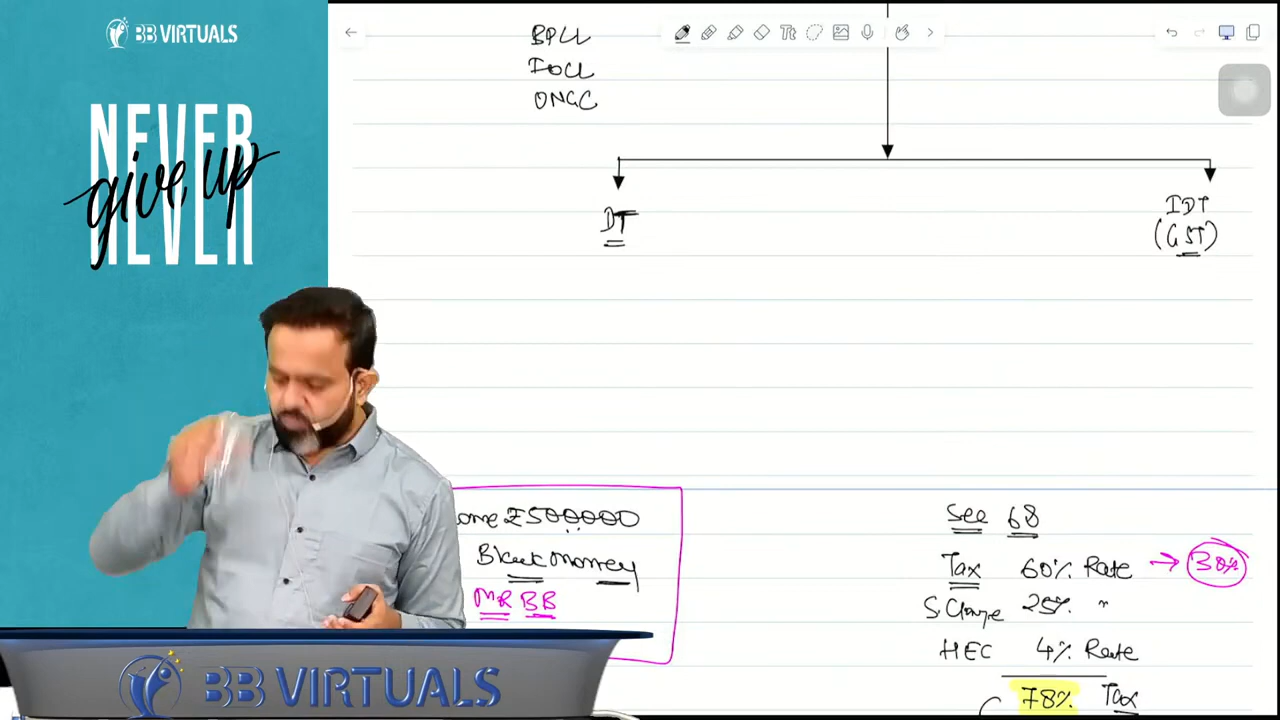 BB VIRTUALS
NEVER
give up
NEVER
BPCL
IOCL
ONGC
DT
IDT
(GST)
ome ₹500000
Black Money
MR BB
Sec 68
Tax 60% Rate → 30%
S Charge 25% "
HEC 4% Rate
78% Tax
BB VIRTUALS